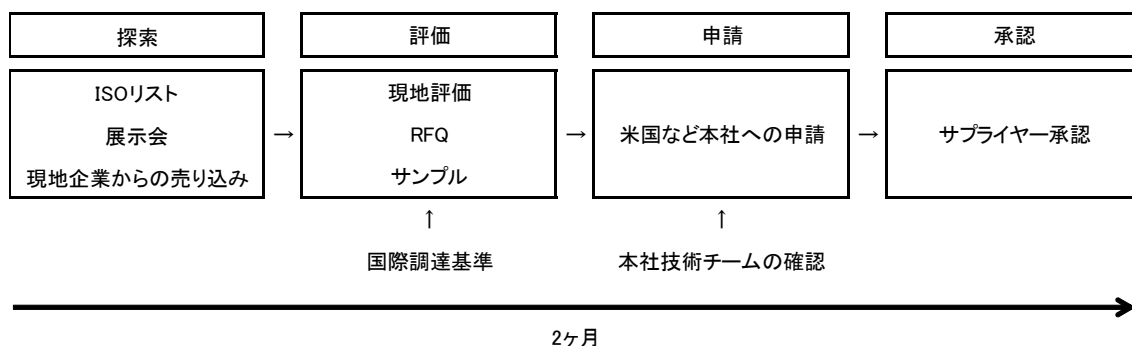 探索
評価
申請
承認
ISOリスト
展示会
現地企業からの売り込み
→
現地評価
RFQ
サンプル
→
米国など本社への申請
→
サプライヤー承認
↑
↑
国際調達基準
本社技術チームの確認
2ヶ月